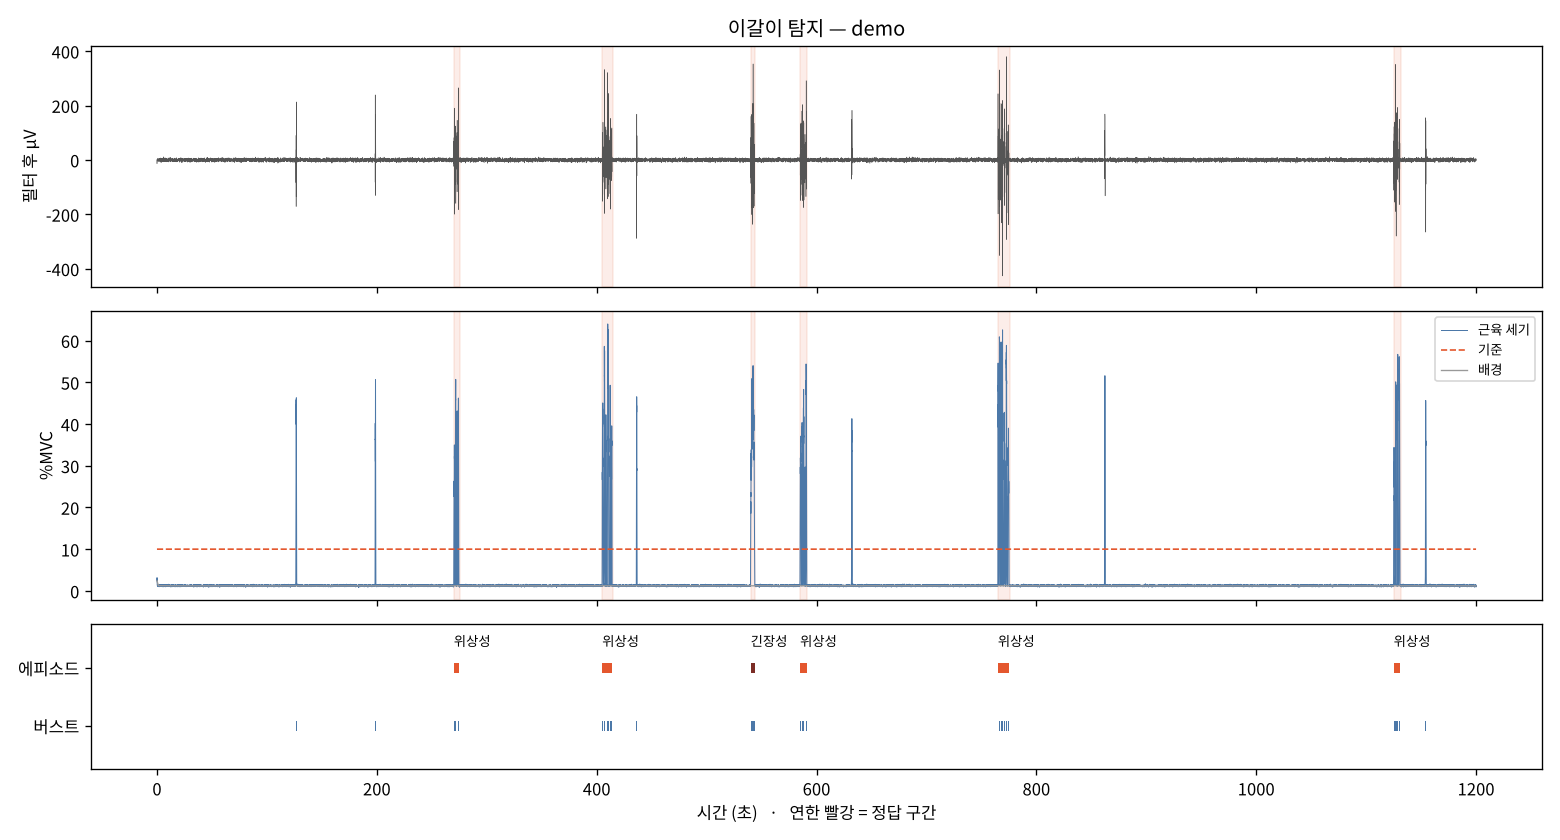 이갈이 탐지 — demo
400
200
0
-200
-400
필터 후 µV
60
50
40
30
20
10
0
%MVC
근육 세기
기준
배경
위상성 위상성 긴장성 위상성 위상성 위상성
에피소드
버스트
0 200 400 600 800 1000 1200
시간 (초) · 연한 빨강 = 정답 구간